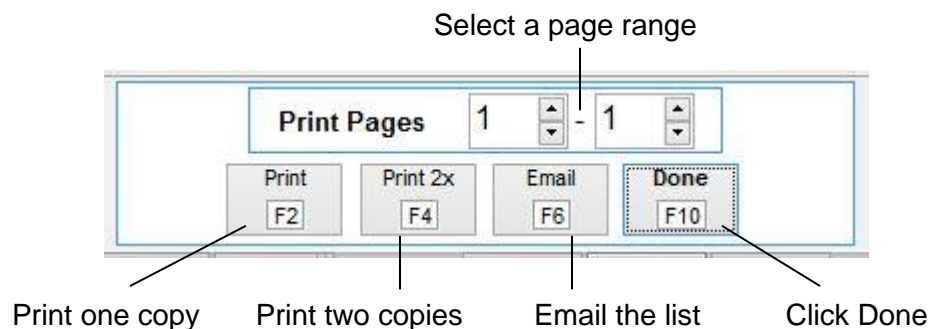 Select a page range
Print Pages 1 - 1
Print Print 2x Email Done
F2 F4 F6 F10
Print one copy Print two copies Email the list Click Done